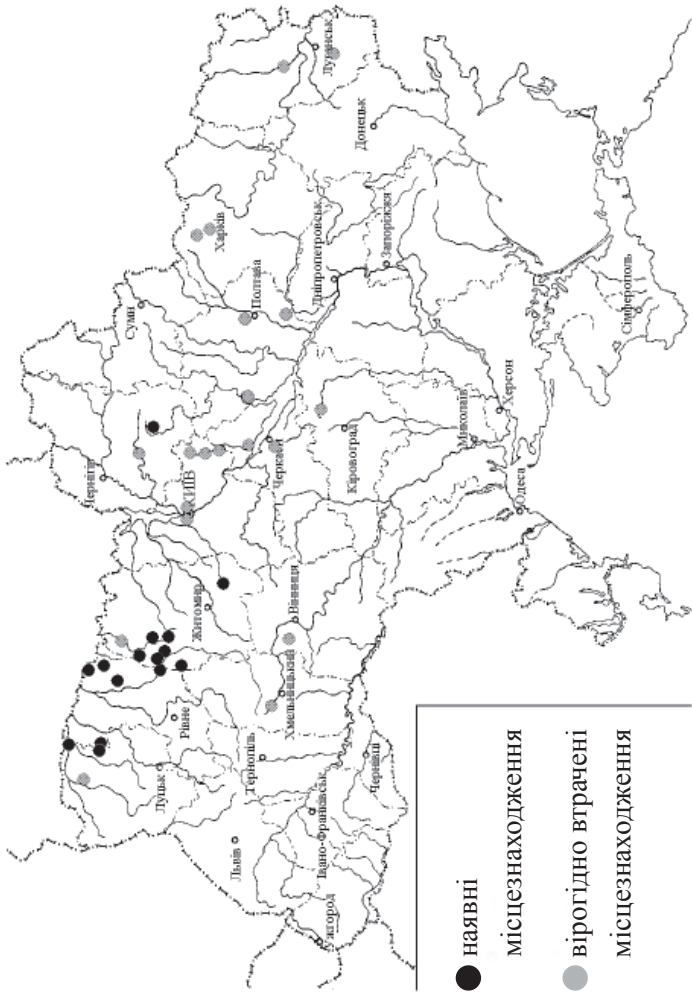 Чернігів
Суми
КИЇВ
Харків
Полтава
Луганськ
Житомир
Рівне
Луцьк
Львів
Тернопіль
Хмельницький
Вінниця
Черкаси
Кіровоград
Дніпропетровськ
Запоріжжя
Донецьк
Івано-Франківськ
Ужгород
Чернівці
Миколаїв
Херсон
Одеса
Сімферополь
наявні
місцезнаходження
вірогідно втрачені
місцезнаходження